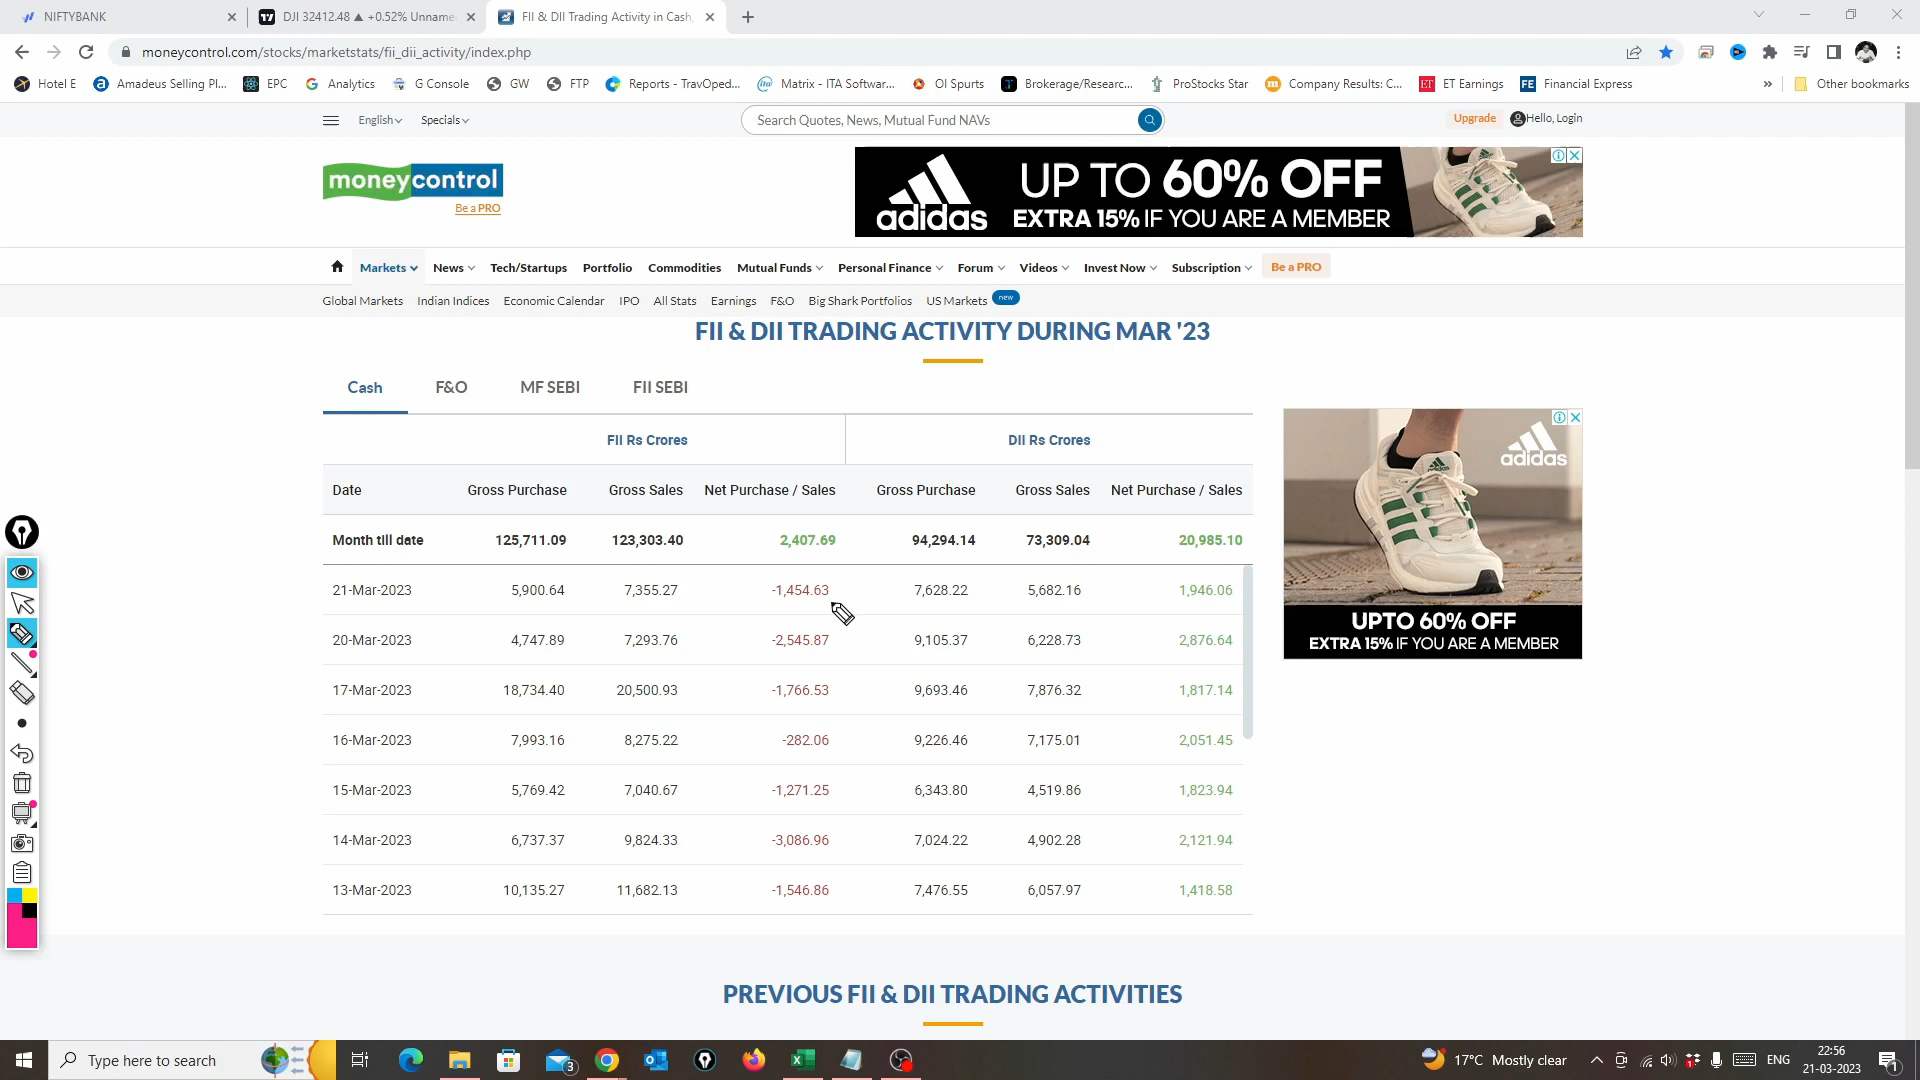 NIFTYBANK
DJI 32412.48 ▲ +0.52% Unname
FII & DII Trading Activity in Cash,
moneycontrol.com/stocks/marketstats/fii_dii_activity/index.php
Hotel E Amadeus Selling Pl... EPC Analytics G Console GW FTP Reports - TravOped... Matrix - ITA Softwar... OI Spurts Brokerage/Researc... ProStocks Star Company Results: C... ET Earnings Financial Express » Other bookmarks
English Specials Search Quotes, News, Mutual Fund NAVs Upgrade Hello, Login
moneycontrol
Be a PRO
adidas
UP TO 60% OFF
EXTRA 15% IF YOU ARE A MEMBER
Markets News Tech/Startups Portfolio Commodities Mutual Funds Personal Finance Forum Videos Invest Now Subscription Be a PRO
Global Markets Indian Indices Economic Calendar IPO All Stats Earnings F&O Big Shark Portfolios US Markets new
FII & DII TRADING ACTIVITY DURING MAR '23
Cash F&O MF SEBI FII SEBI
FII Rs Crores DII Rs Crores
Date Gross Purchase Gross Sales Net Purchase / Sales Gross Purchase Gross Sales Net Purchase / Sales
Month till date 125,711.09 123,303.40 2,407.69 94,294.14 73,309.04 20,985.10
21-Mar-2023 5,900.64 7,355.27 -1,454.63 7,628.22 5,682.16 1,946.06
20-Mar-2023 4,747.89 7,293.76 -2,545.87 9,105.37 6,228.73 2,876.64
17-Mar-2023 18,734.40 20,500.93 -1,766.53 9,693.46 7,876.32 1,817.14
16-Mar-2023 7,993.16 8,275.22 -282.06 9,226.46 7,175.01 2,051.45
15-Mar-2023 5,769.42 7,040.67 -1,271.25 6,343.80 4,519.86 1,823.94
14-Mar-2023 6,737.37 9,824.33 -3,086.96 7,024.22 4,902.28 2,121.94
13-Mar-2023 10,135.27 11,682.13 -1,546.86 7,476.55 6,057.97 1,418.58
adidas
UPTO 60% OFF
EXTRA 15% IF YOU ARE A MEMBER
PREVIOUS FII & DII TRADING ACTIVITIES
Type here to search 3 17°C Mostly clear ENG 22:56
21-03-2023 1